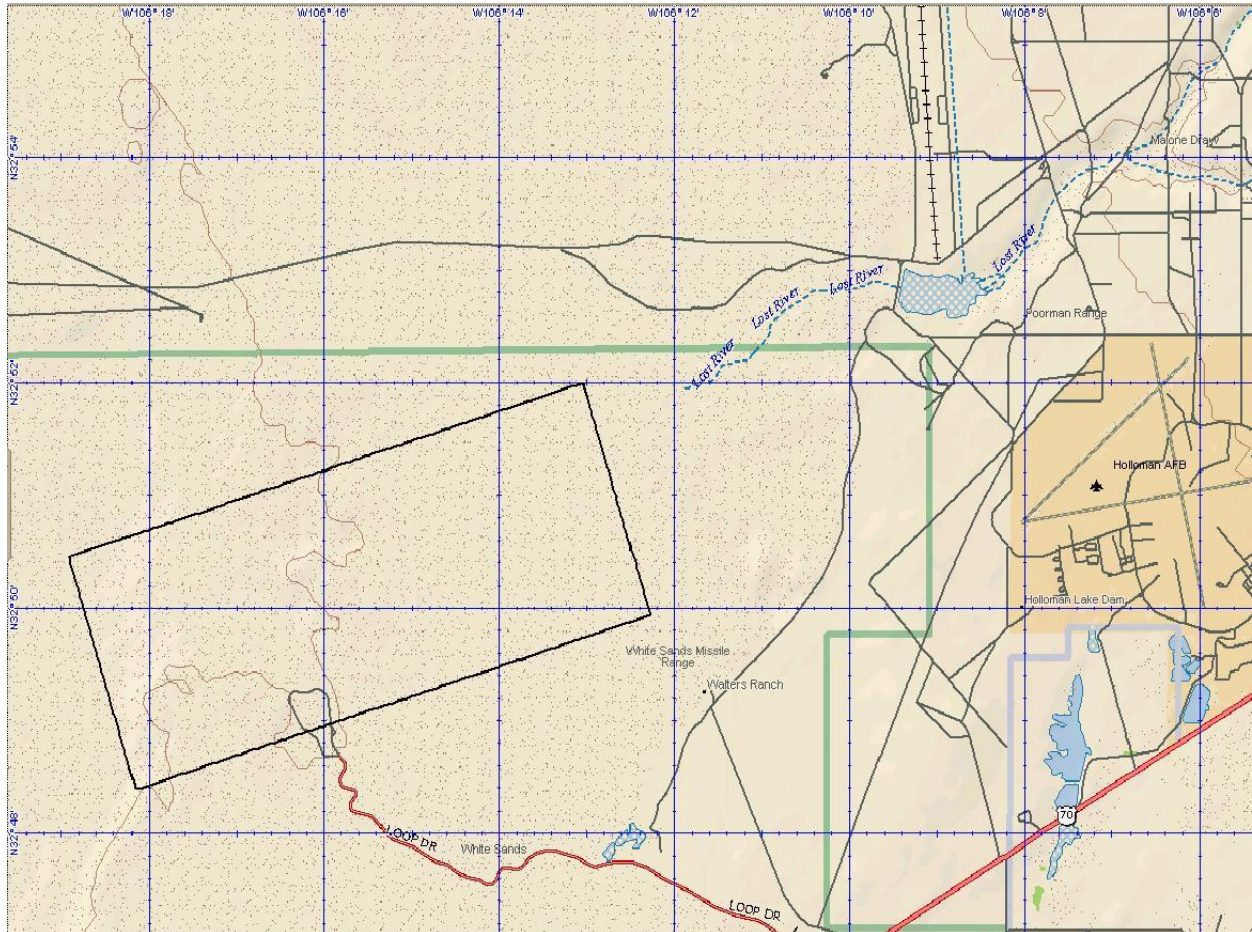 W106°18' W106°16' W106°14' W106°12' W106°10' W106°8' W106°6'
N32°54'
Malone Draw
Lost River
Lost River
Lost River
Poorman Range
Lost River
N32°52'
Holloman AFB
N32°50'
Holloman Lake Dam
White Sands Missile
Range
Walters Ranch
70
N32°48'
LOOP DR
White Sands
LOOP DR